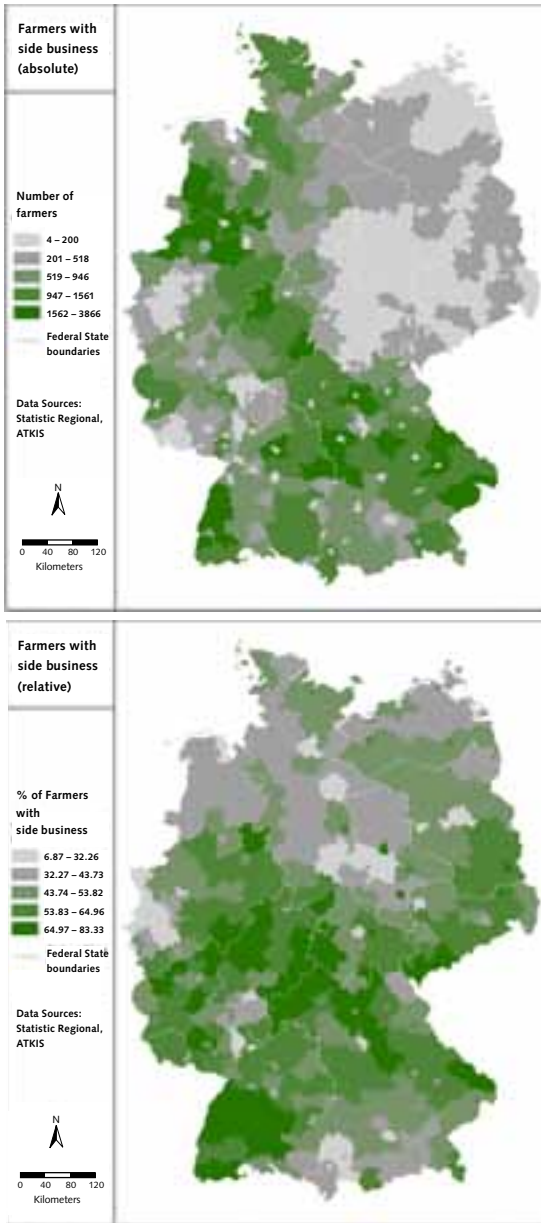 Farmers with
side business
(absolute)
Number of
farmers
4 – 200
201 – 518
519 – 946
947 – 1561
1562 – 3866
Federal State
boundaries
Data Sources:
Statistic Regional,
ATKIS
N
0 40 80 120
Kilometers
Farmers with
side business
(relative)
% of Farmers
with
side business
6.87 – 32.26
32.27 – 43.73
43.74 – 53.82
53.83 – 64.96
64.97 – 83.33
Federal State
boundaries
Data Sources:
Statistic Regional,
ATKIS
N
0 40 80 120
Kilometers